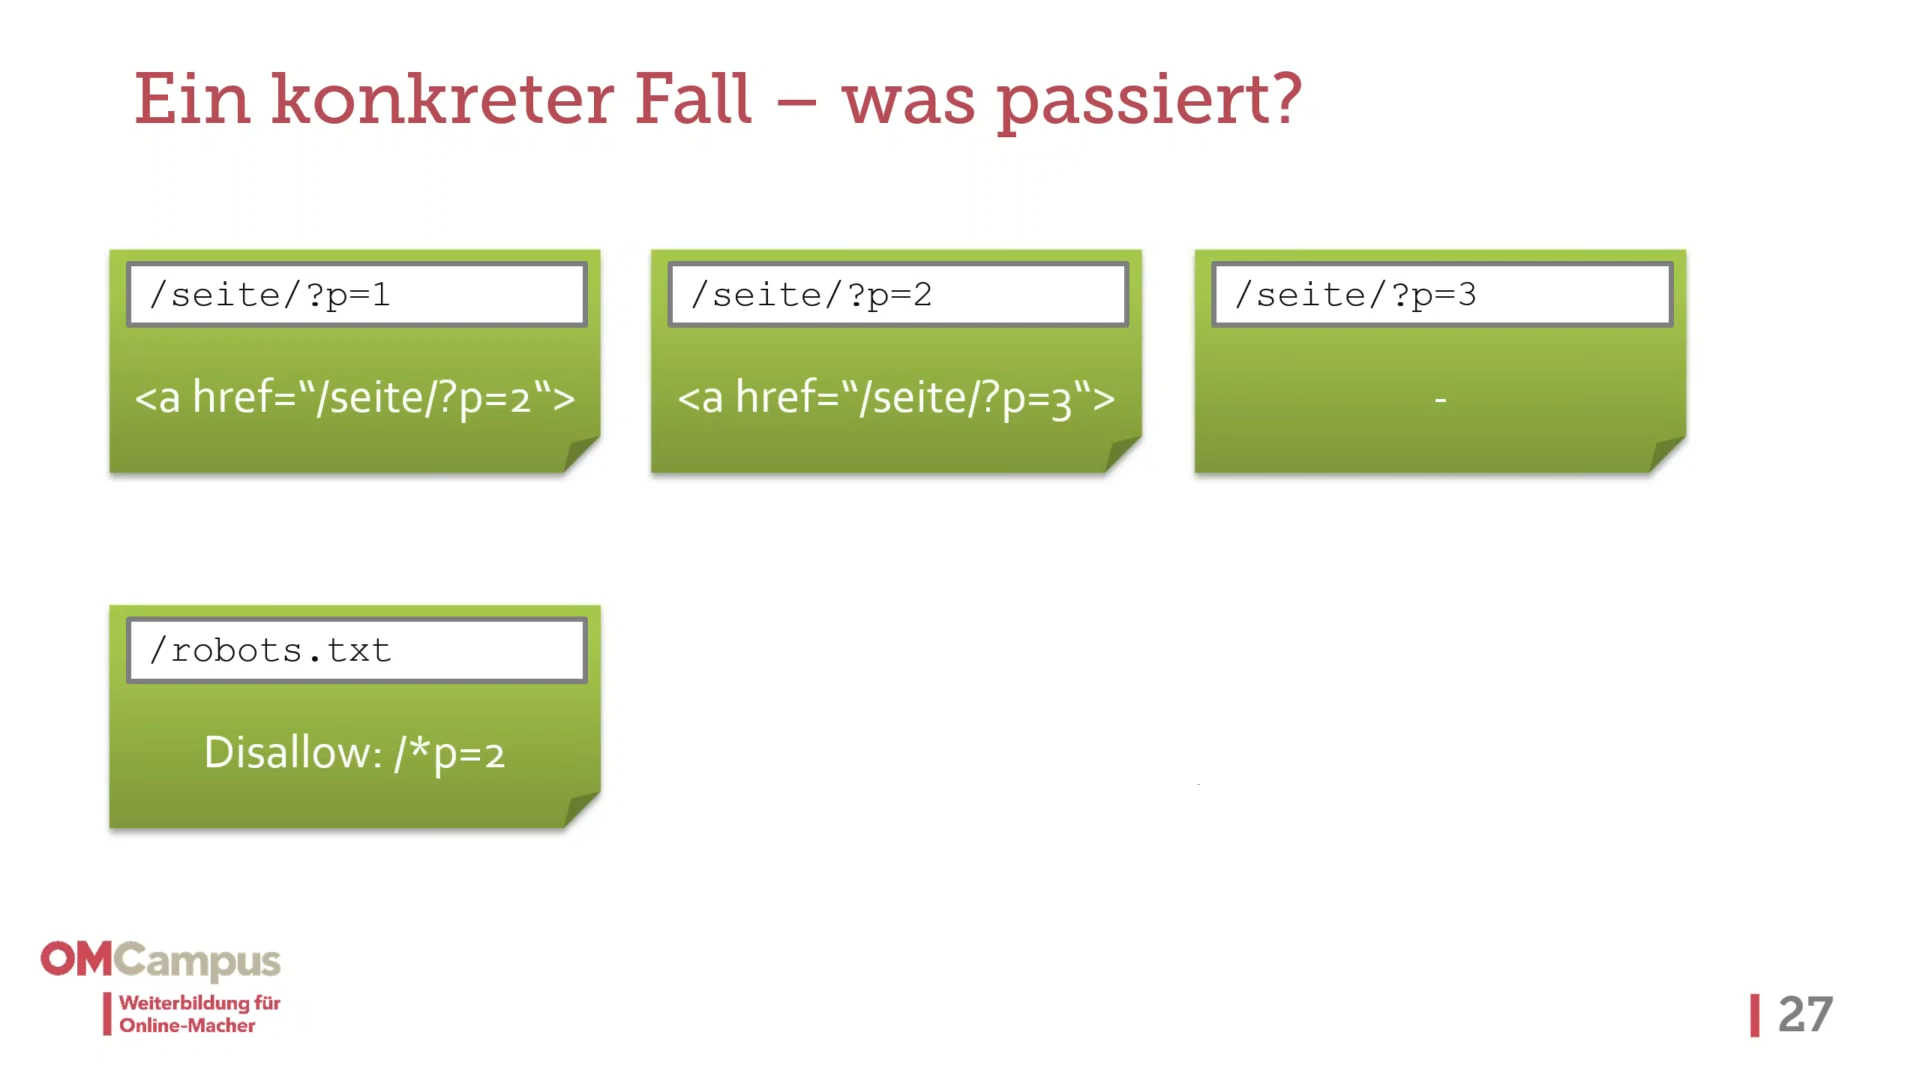 Ein konkreter Fall – was passiert?
/seite/?p=1
<a href=“/seite/?p=2“>
/seite/?p=2
<a href=“/seite/?p=3“>
/seite/?p=3
-
/robots.txt
Disallow: /*p=2
OMCampus
Weiterbildung für
Online-Macher
27